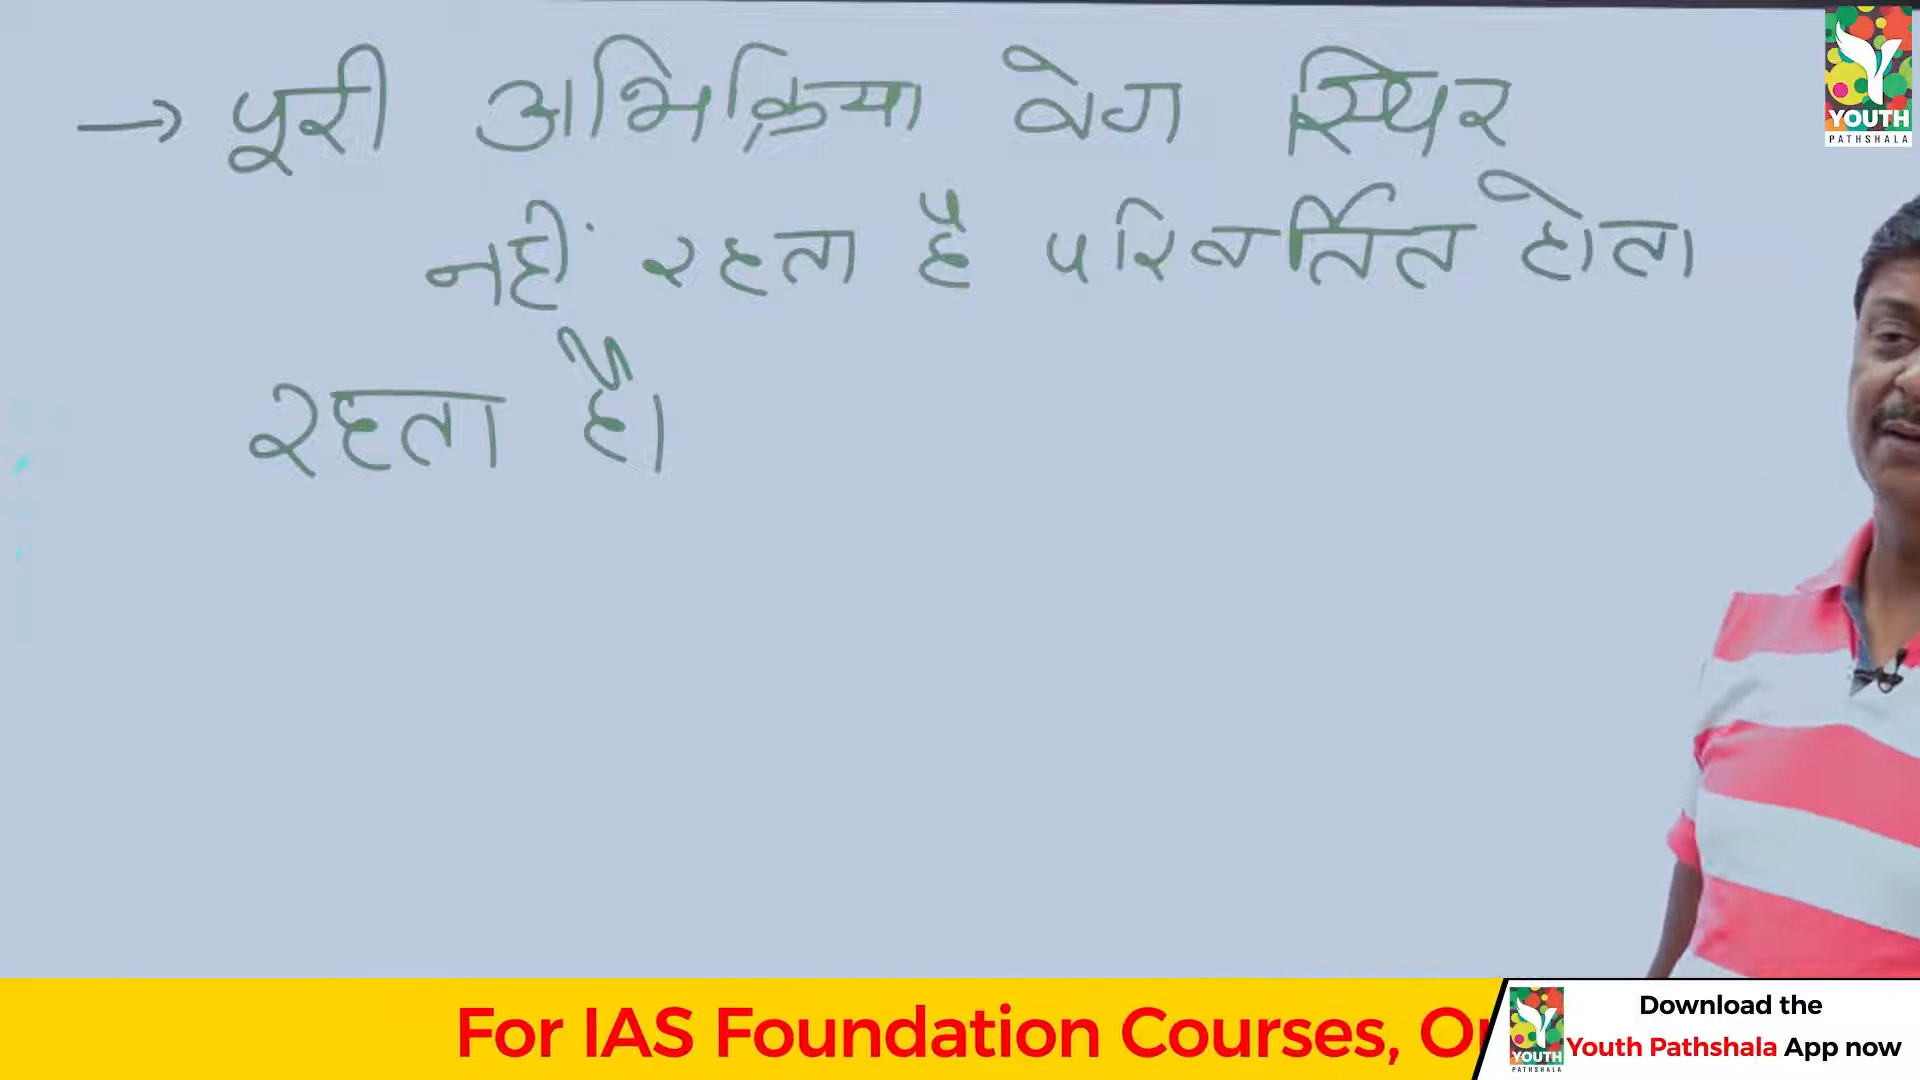 → पूरी अभिक्रिया वेग स्थिर
नहीं रहता है परिवर्तित होता
रहता है।
YOUTH
PATHSHALA
For IAS Foundation Courses,
YOUTH
PATHSHALA
Download the
Youth Pathshala App now